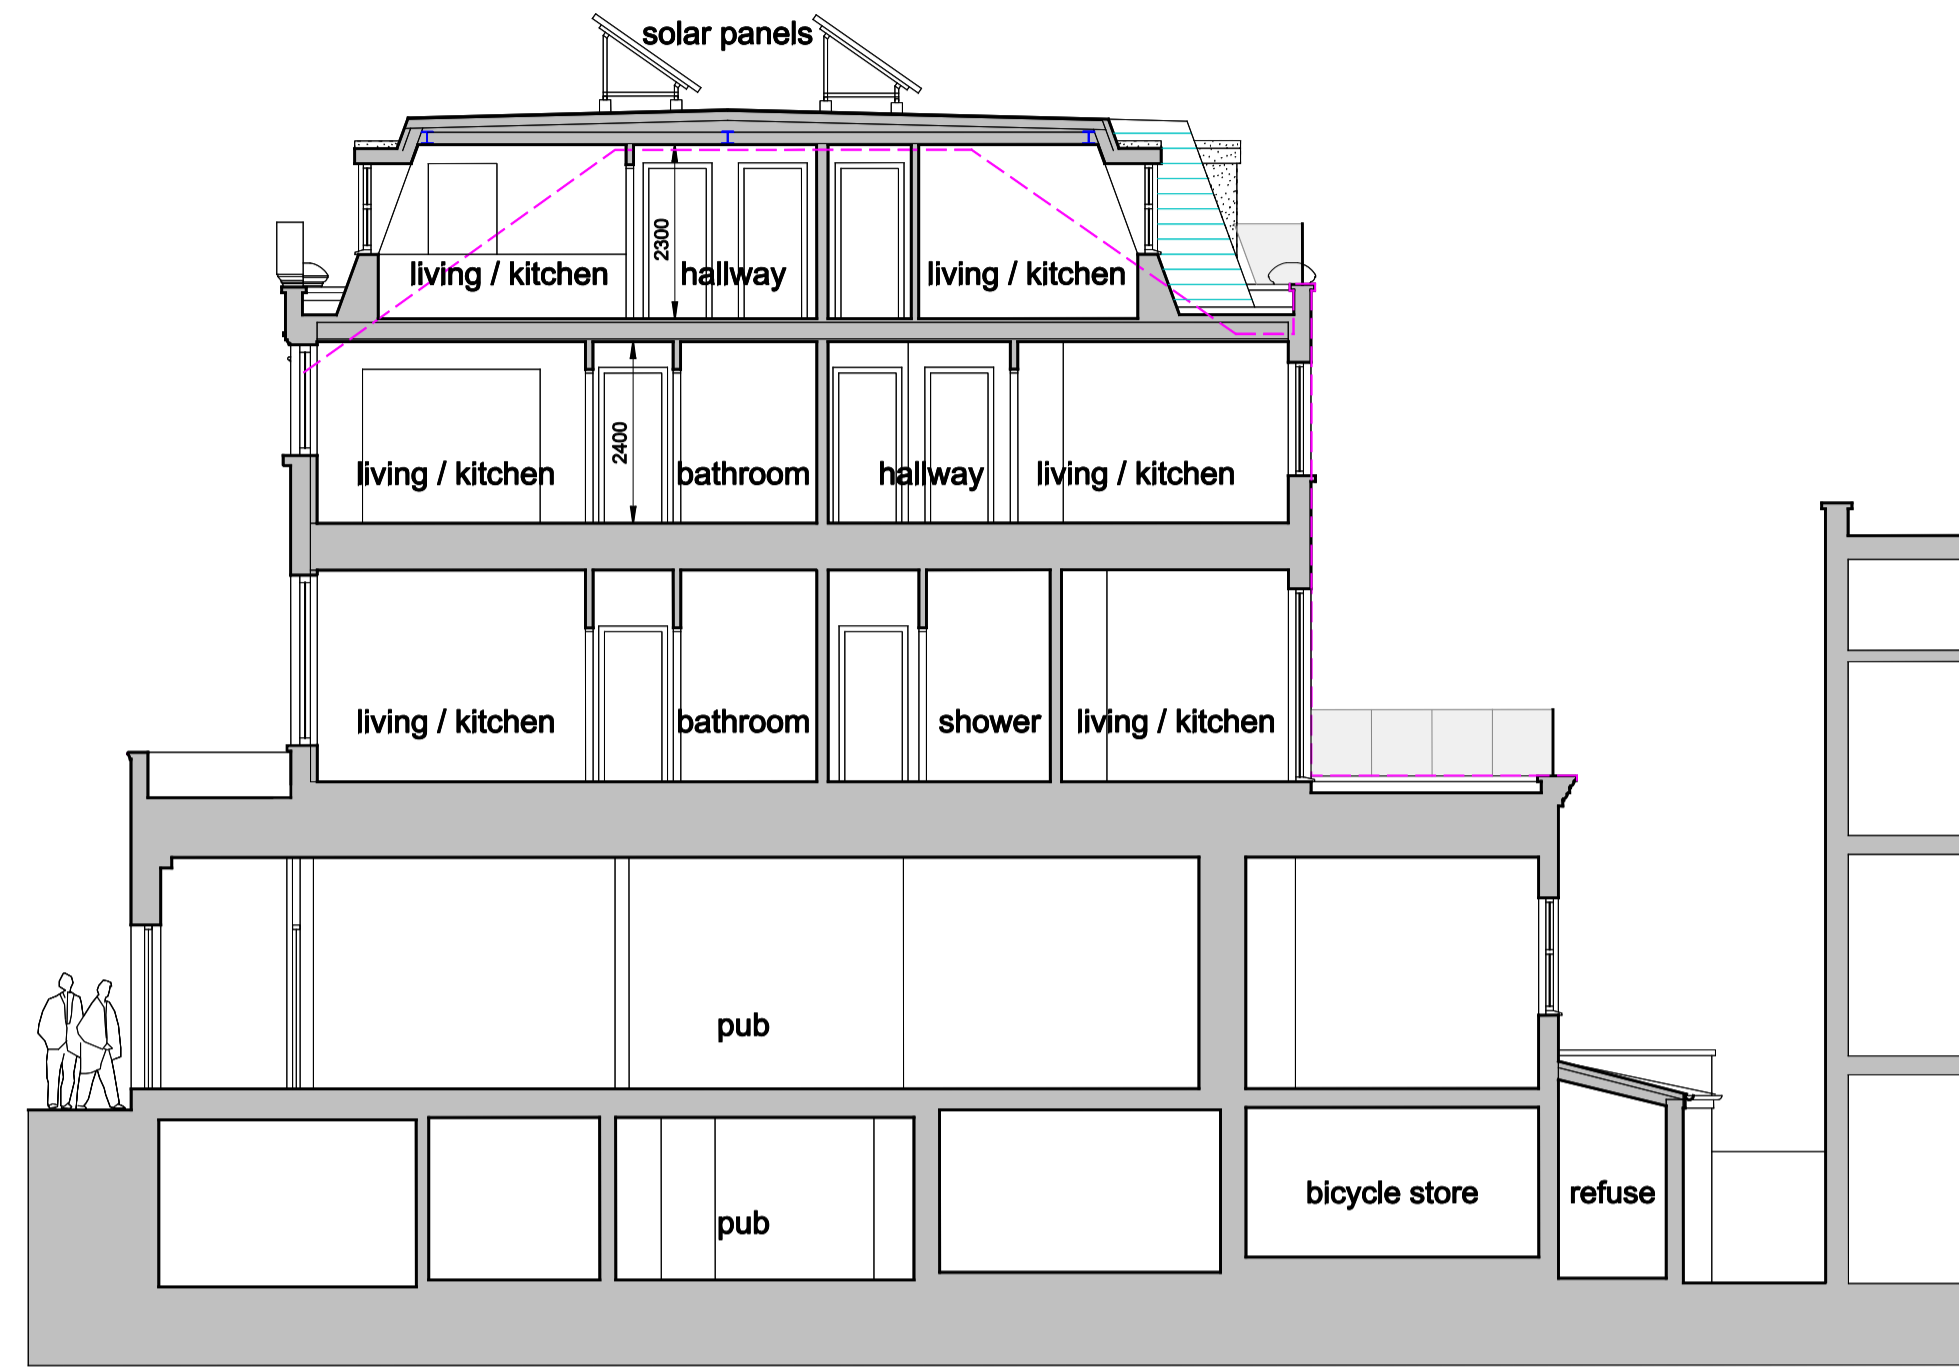 solar panels
2300
living / kitchen
hallway
living / kitchen
2400
living / kitchen
bathroom
hallway
living / kitchen
living / kitchen
bathroom
shower
living / kitchen
pub
bicycle store
refuse
pub